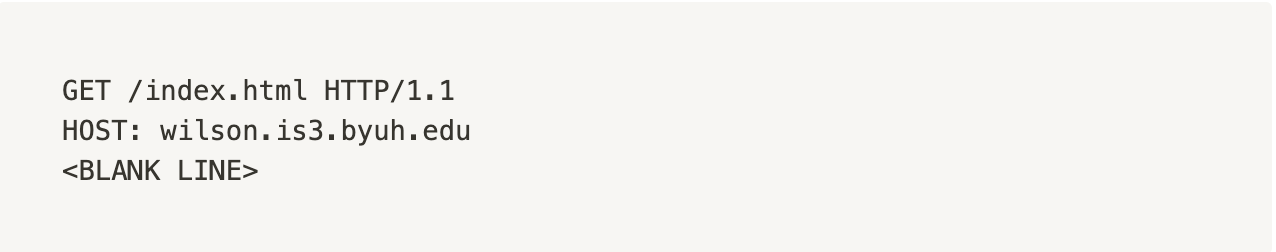 GET /index.html HTTP/1.1
HOST: wilson.is3.byuh.edu
<BLANK LINE>